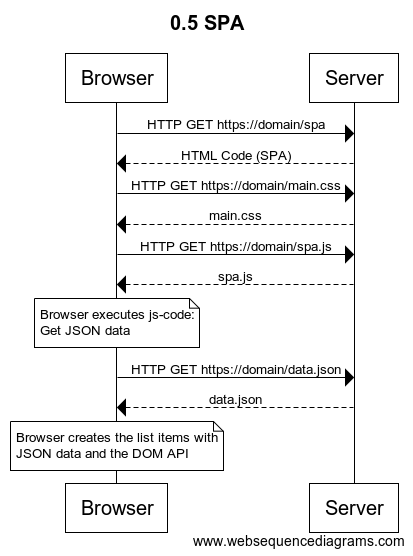 0.5 SPA
Browser
Server
HTTP GET https://domain/spa
HTML Code (SPA)
HTTP GET https://domain/main.css
main.css
HTTP GET https://domain/spa.js
spa.js
Browser executes js-code:
Get JSON data
HTTP GET https://domain/data.json
data.json
Browser creates the list items with
JSON data and the DOM API
Browser
Server
www.websequencediagrams.com